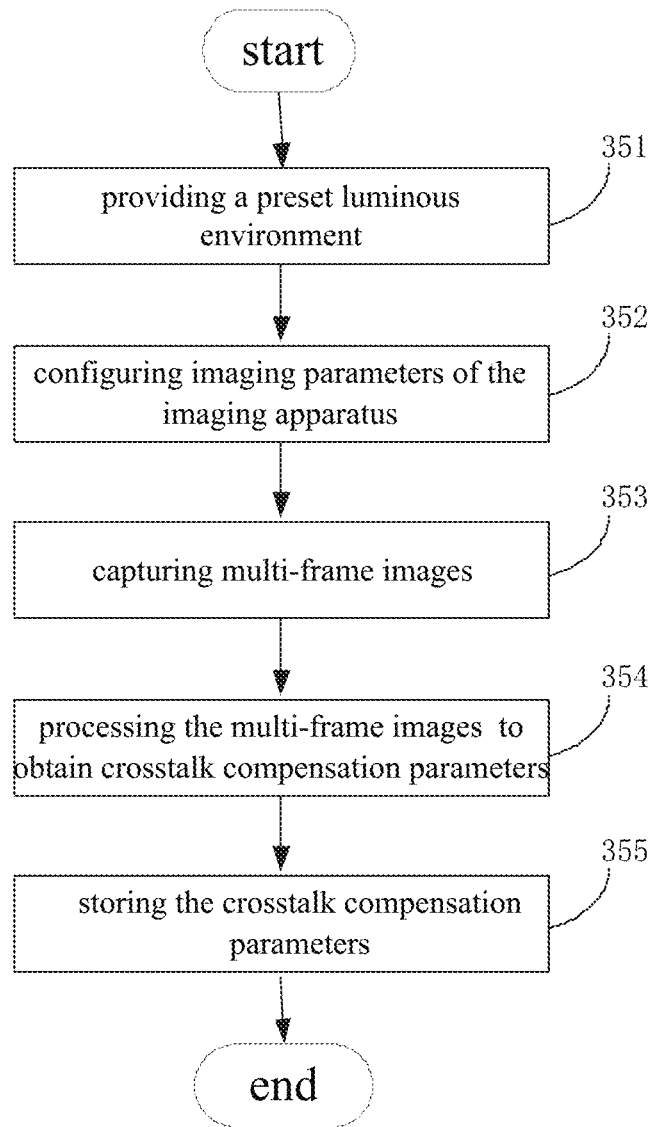 start
351
providing a preset luminous
environment
352
configuring imaging parameters of the
imaging apparatus
353
capturing multi-frame images
354
processing the multi-frame images to
obtain crosstalk compensation parameters
355
storing the crosstalk compensation
parameters
end